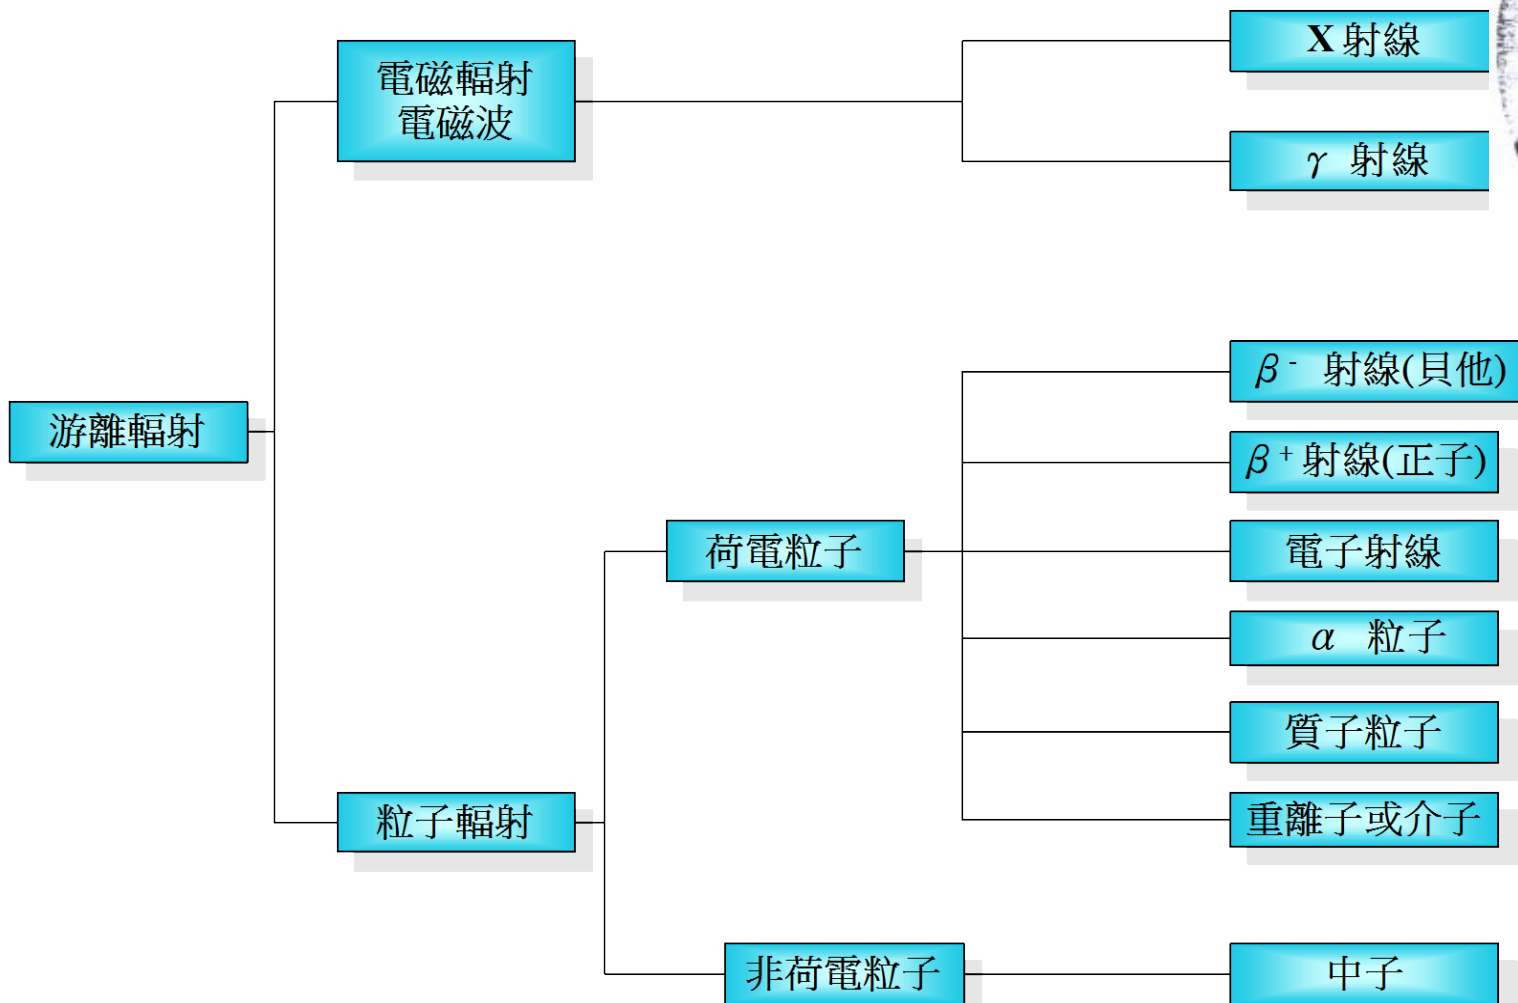 X 射線
電磁輻射
電磁波
γ 射線
β⁻ 射線(貝他)
游離輻射
β⁺射線(正子)
荷電粒子
電子射線
α 粒子
質子粒子
粒子輻射
重離子或介子
非荷電粒子
中子